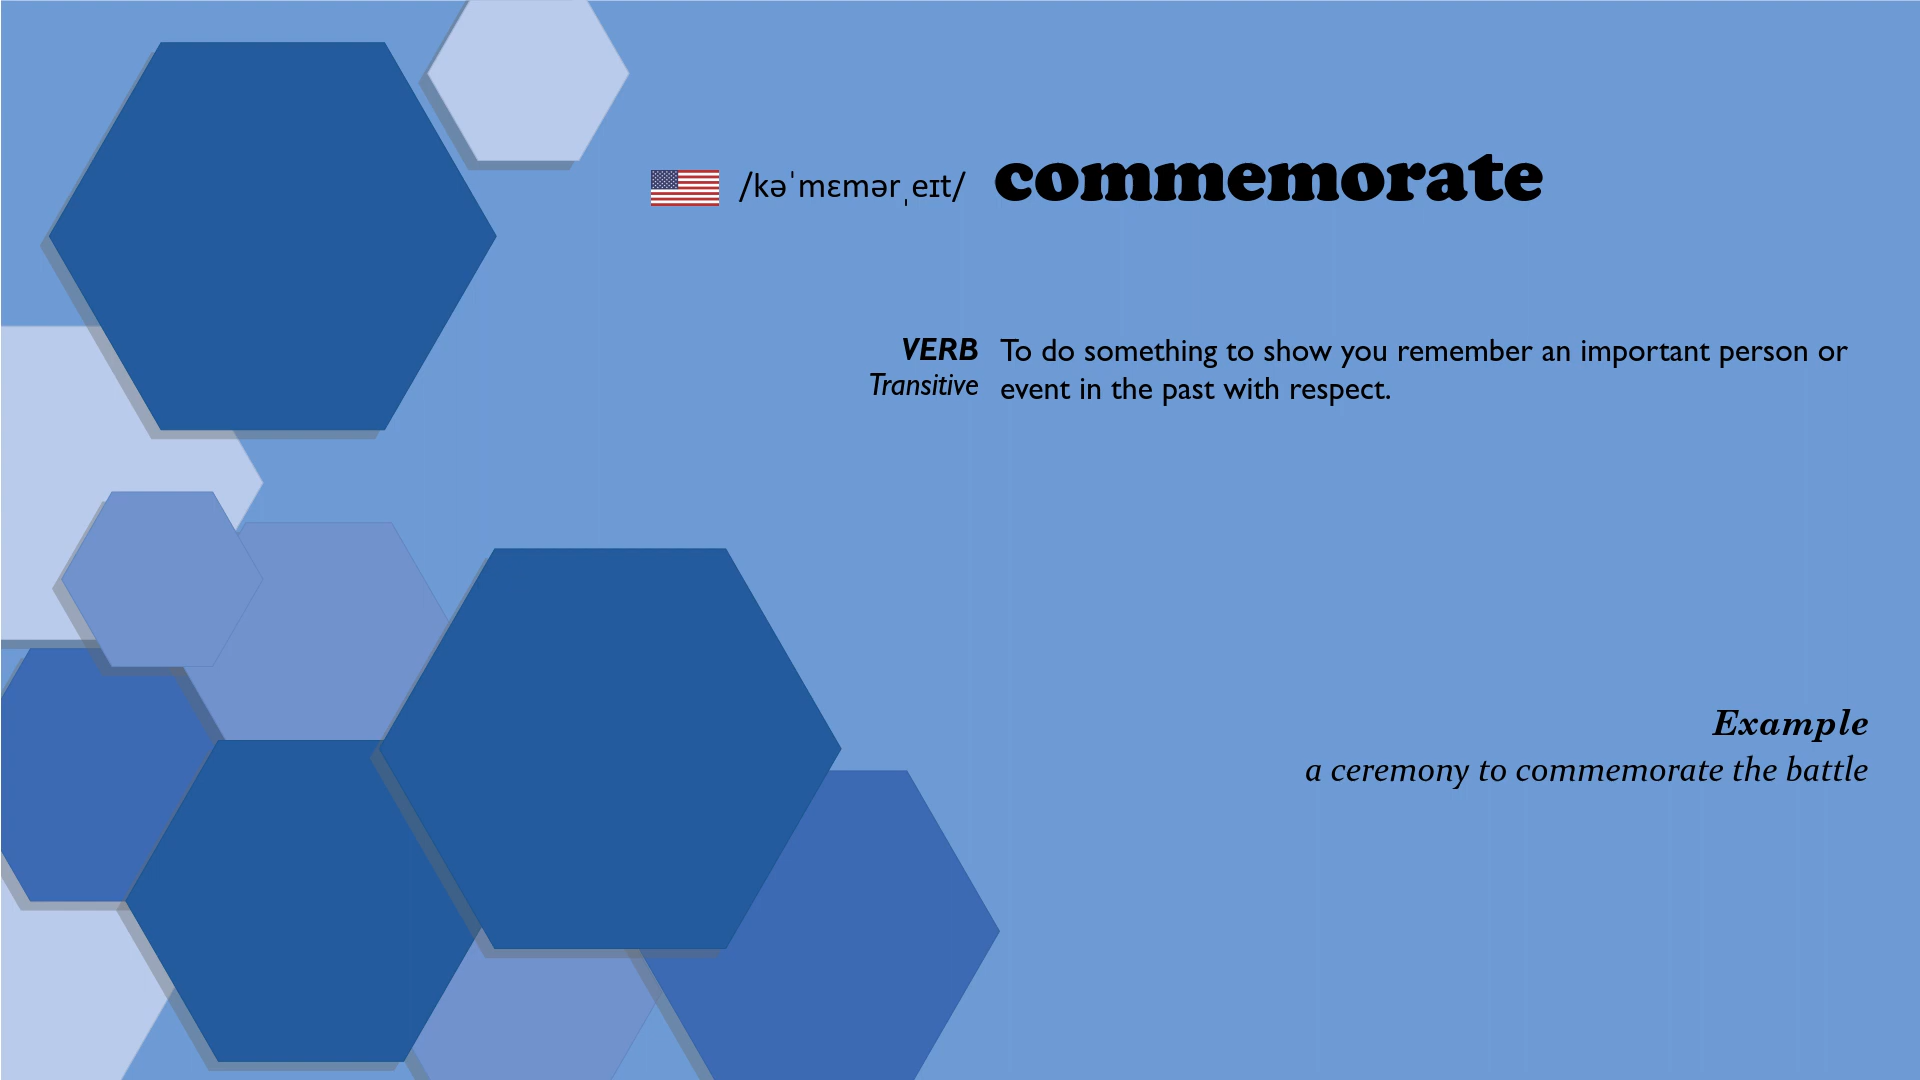 /kəˈmɛmərˌeɪt/ commemorate
VERB To do something to show you remember an important person or
Transitive event in the past with respect.
Example
a ceremony to commemorate the battle